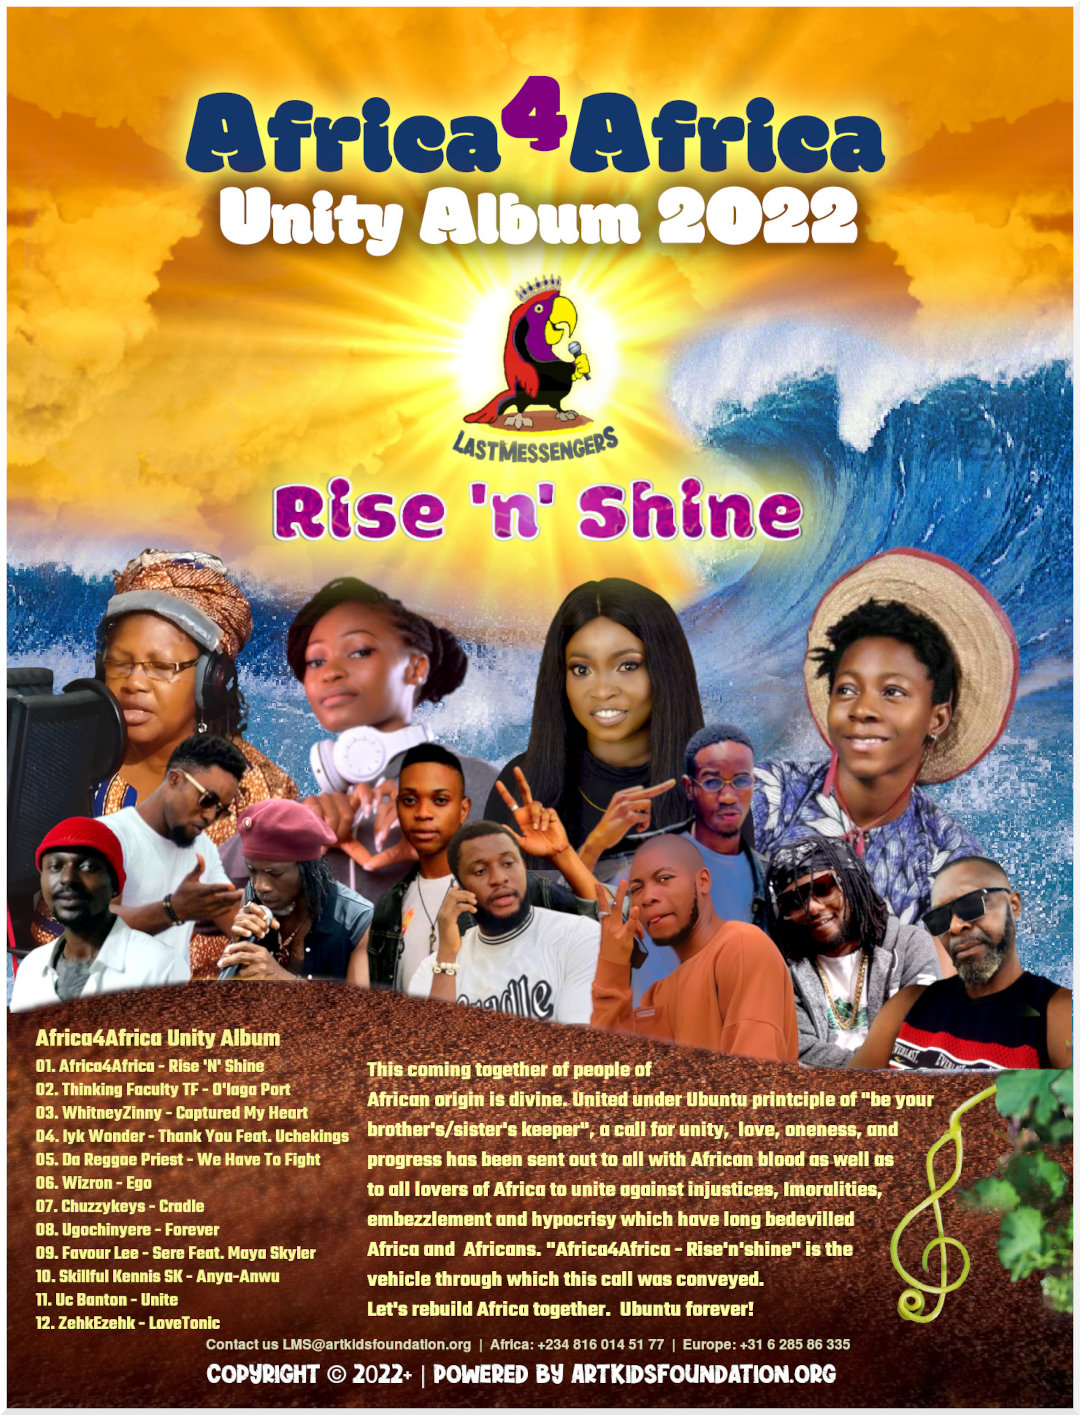 Africa4Africa
Unity Album 2022
LASTMESSENGERS
Rise 'n' Shine
Africa4Africa Unity Album
01. Africa4Africa - Rise 'N' Shine
02. Thinking Faculty TF - O'laga Port
03. WhitneyZinny - Captured My Heart
04. Iyk Wonder - Thank You Feat. Uchekings
05. Da Reggae Priest - We Have To Fight
06. Wizron - Ego
07. Chuzzykeys - Cradle
08. Ugochinyere - Forever
09. Favour Lee - Sere Feat. Maya Skyler
10. Skillful Kennis SK - Anya-Anwu
11. Uc Banton - Unite
12. ZehkEzehk - LoveTonic
This coming together of people of
African origin is divine. United under Ubuntu printciple of "be your
brother's/sister's keeper", a call for unity,  love, oneness, and
progress has been sent out to all with African blood as well as
to all lovers of Africa to unite against injustices, Imoralities,
embezzlement and hypocrisy which have long bedevilled
Africa and  Africans. "Africa4Africa - Rise'n'shine" is the
vehicle through which this call was conveyed.
Let's rebuild Africa together.  Ubuntu forever!
EVERLAST
Contact us LMS@artkidsfoundation.org | Africa: +234 816 014 51 77 | Europe: +31 6 285 86 335
COPYRIGHT © 2022+ | POWERED BY ARTKIDSFOUNDATION.ORG